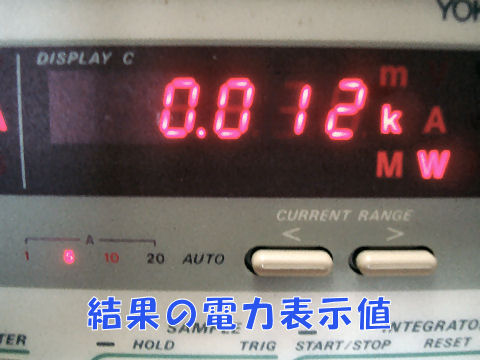 YOK
DISPLAY C
0.012
m
k A
M W
CURRENT RANGE
< >
A
1 5 10 20 AUTO
結果の電力表示値
SAMPLE INTEGRATOR
HOLD TRIG START/STOP RESET